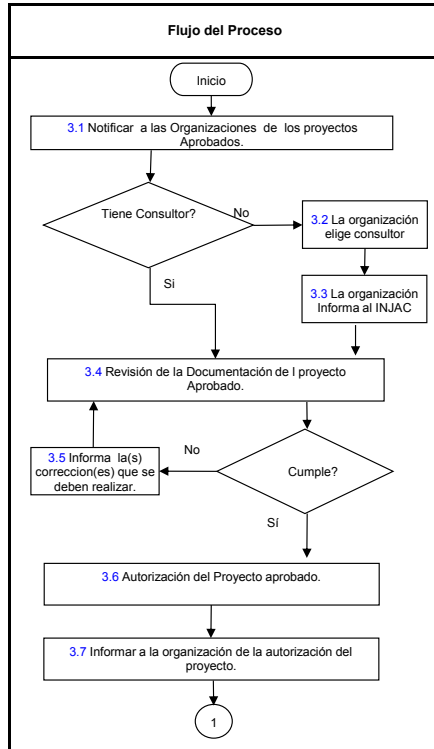 Flujo del Proceso
Inicio
3.1 Notificar a las Organizaciones de los proyectos
Aprobados.
Tiene Consultor?
No
3.2 La organización
elige consultor
Si
3.3 La organización
Informa al INJAC
3.4 Revisión de la Documentación de l proyecto
Aprobado.
No
3.5 Informa la(s)
correccion(es) que se
deben realizar.
Cumple?
Sí
3.6 Autorización del Proyecto aprobado.
3.7 Informar a la organización de la autorización del
proyecto.
1